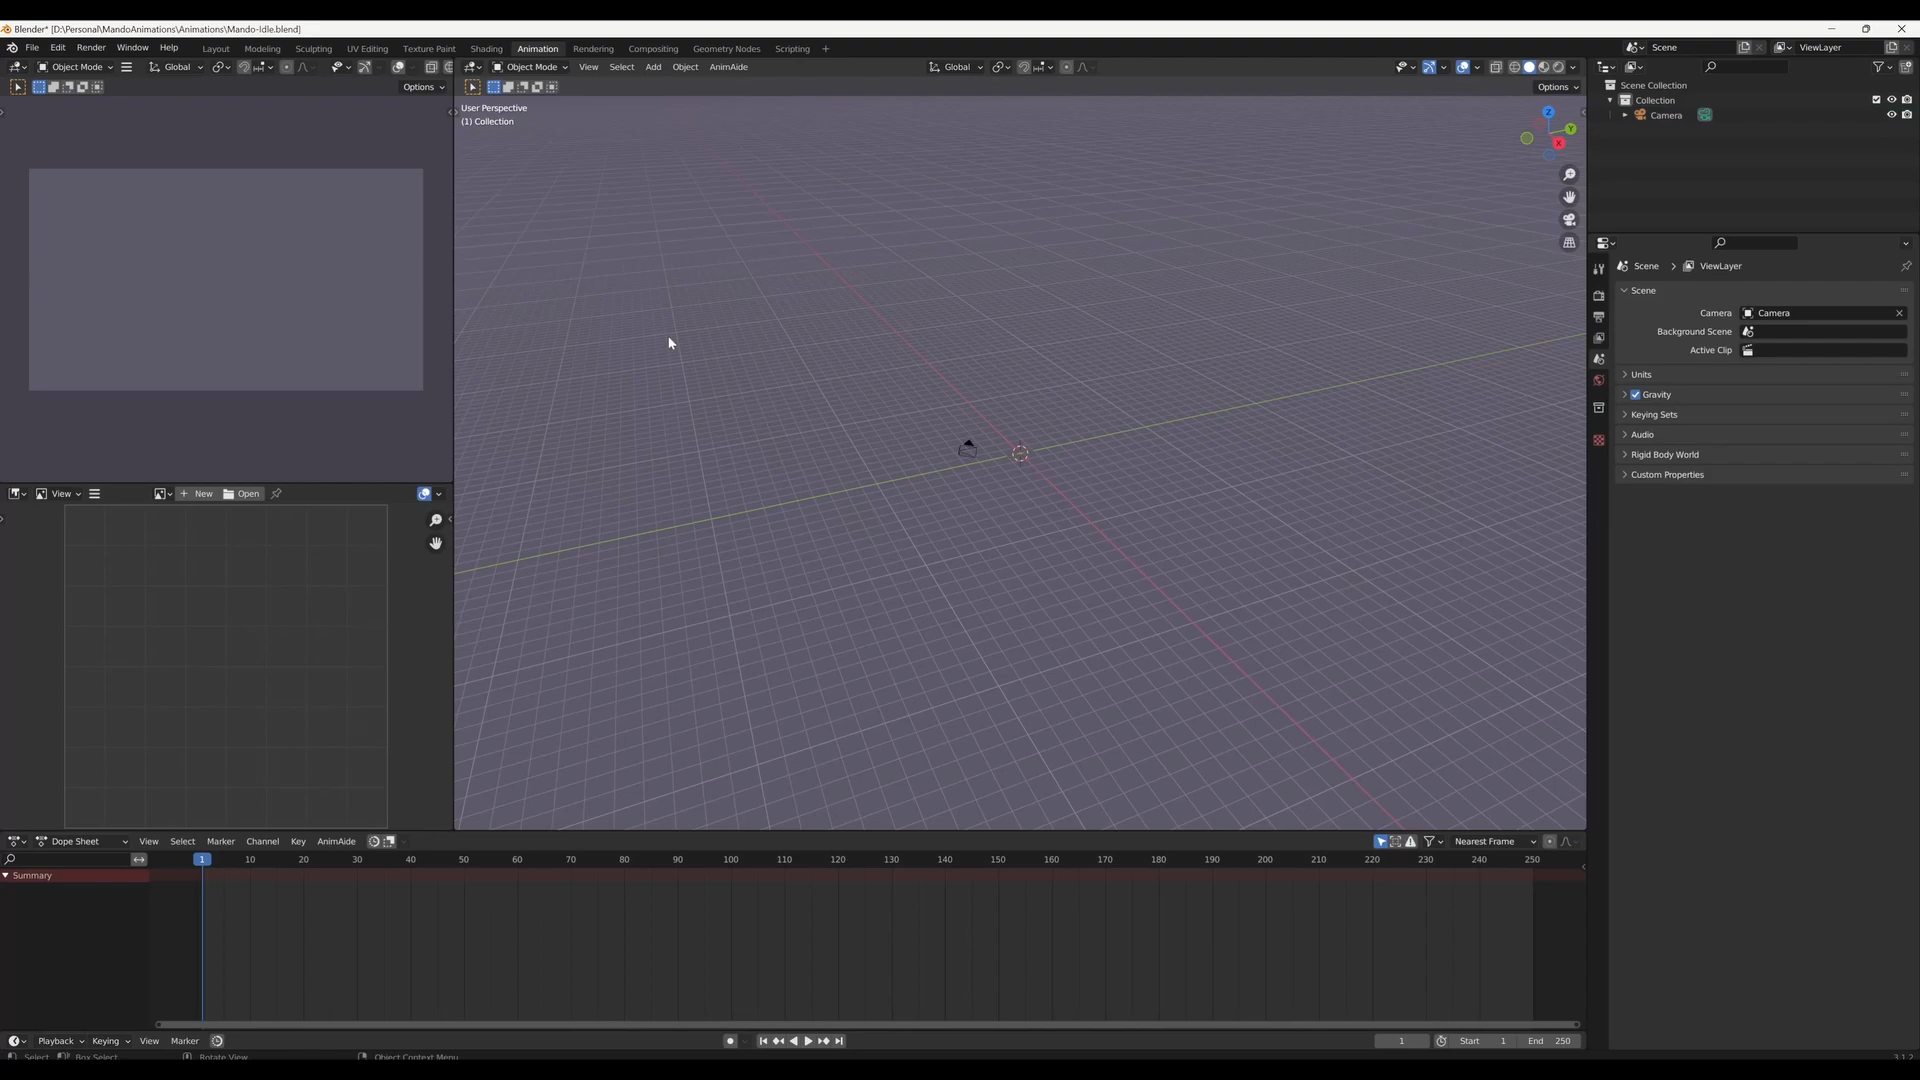 Blender* [D:\Personal\MandoAnimations\Animations\Mando-Idle.blend]
File Edit Render Window Help Layout Modeling Sculpting UV Editing Texture Paint Shading Animation Rendering Compositing Geometry Nodes Scripting + Scene ViewLayer
Object Mode Global Object Mode View Select Add Object AnimAide Global
Options Options
User Perspective
(1) Collection
Z
Y
X
Scene Collection
Collection
Camera
Scene > ViewLayer
Scene
Camera Camera
Background Scene
Active Clip
Units
Gravity
Keying Sets
Audio
Rigid Body World
Custom Properties
View + New Open
Dope Sheet View Select Marker Channel Key AnimAide Nearest Frame
1 10 20 30 40 50 60 70 80 90 100 110 120 130 140 150 160 170 180 190 200 210 220 230 240 250
Summary
Playback Keying View Marker 1 Start 1 End 250
Select Box Select Rotate View Object Context Menu 3.1.2